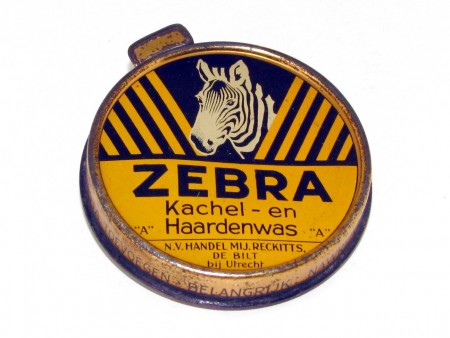 ZEBRA
Kachel - en
"A" Haardenwas "A"
N.V. HANDEL MIJ. RECKITTS,
DE BILT
bij Utrecht
BELANGRIJK